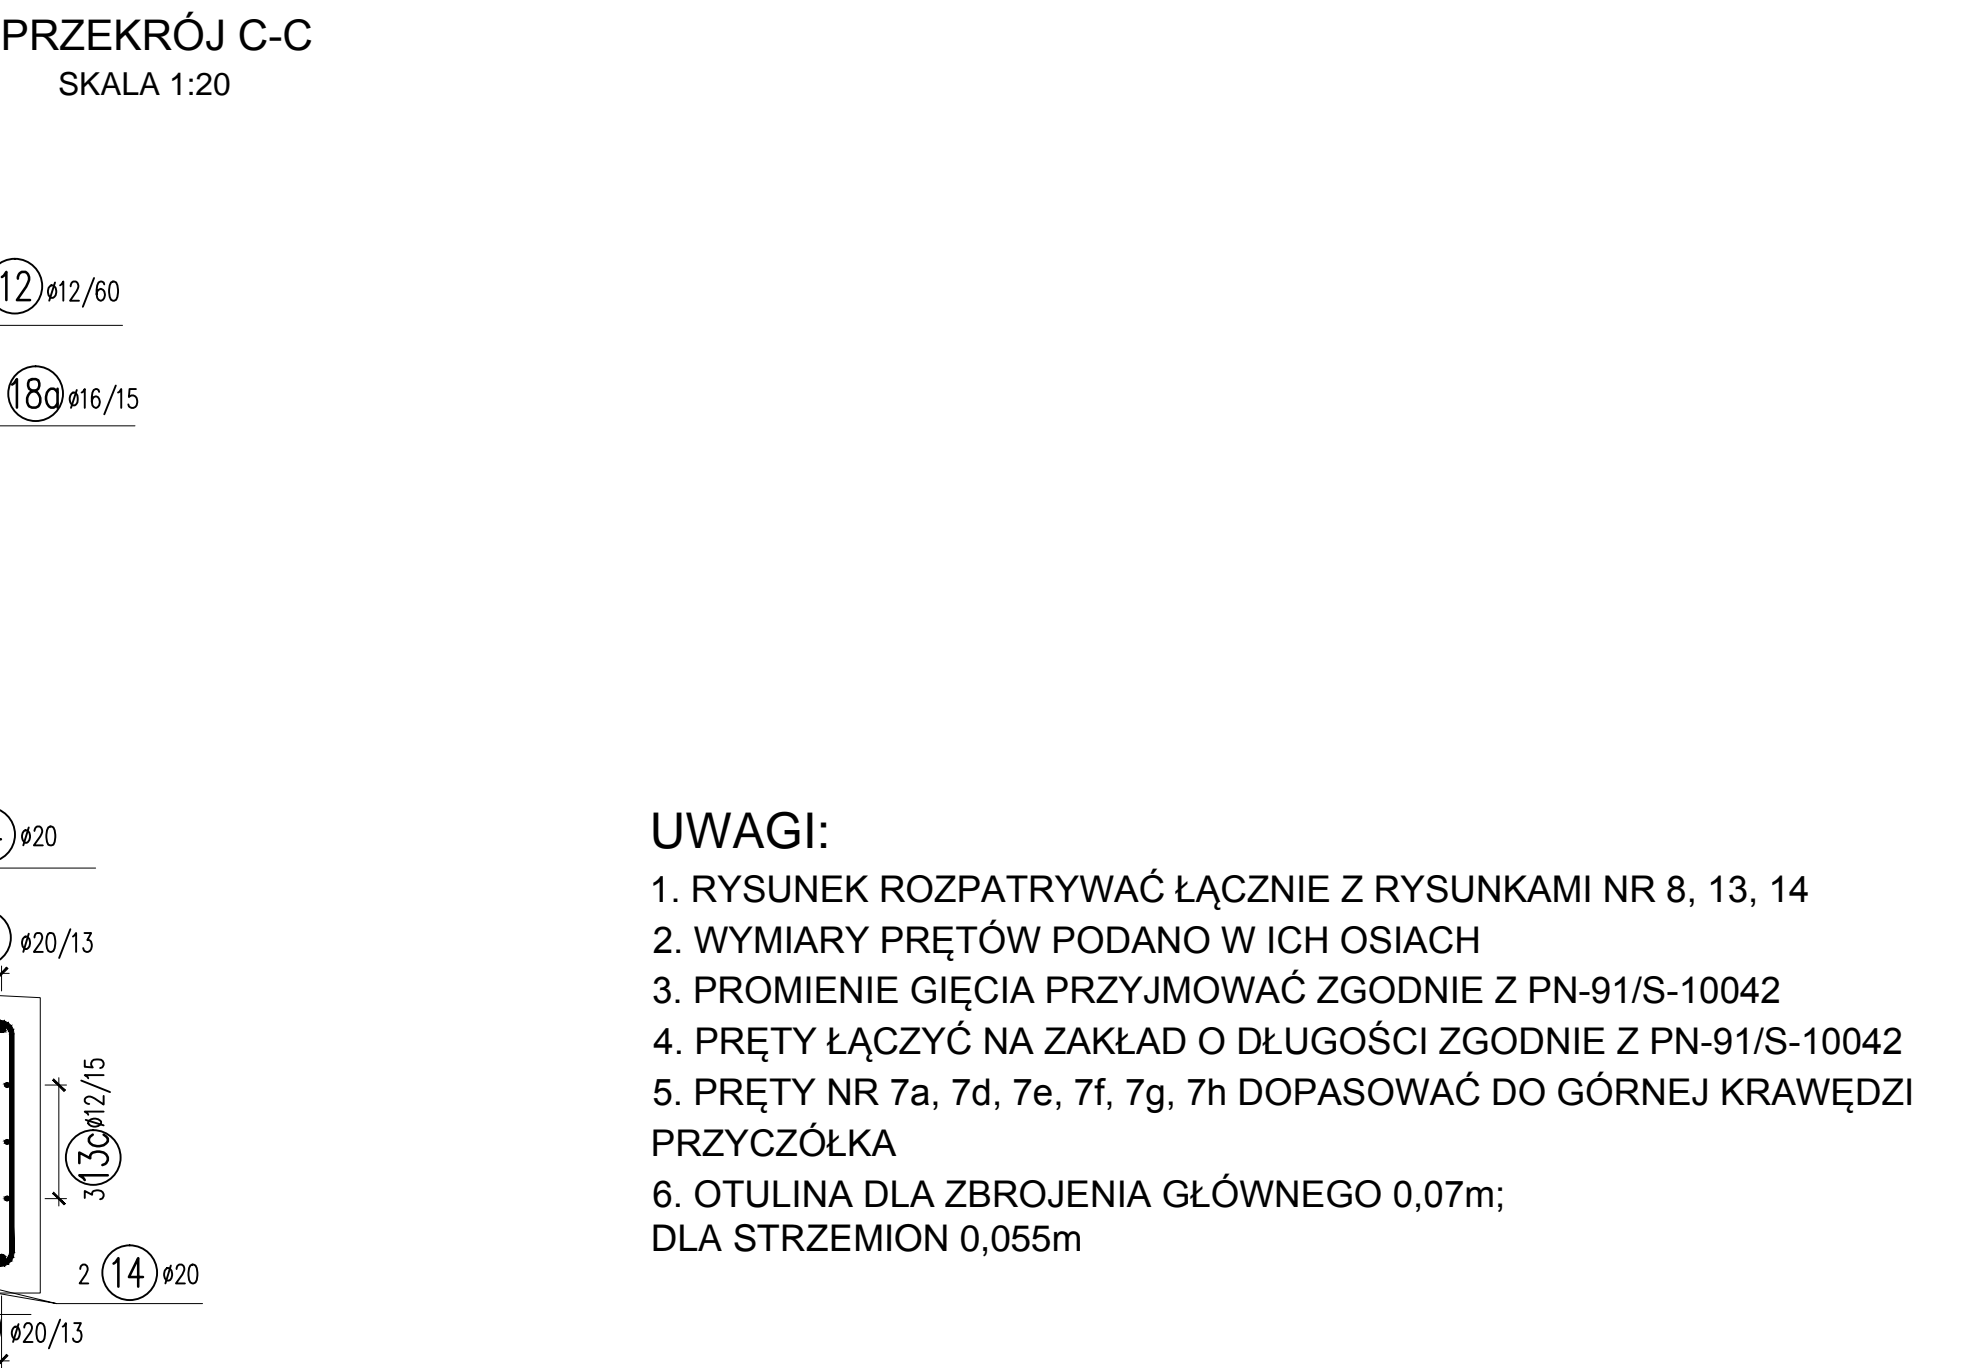 PRZEKRÓJ C-C
SKALA 1:20
12 ø12/60
18a ø16/15
ø20
ø20/13
3 13c ø12/15
2 14 ø20
ø20/13
UWAGI:
1. RYSUNEK ROZPATRYWAĆ ŁĄCZNIE Z RYSUNKAMI NR 8, 13, 14
2. WYMIARY PRĘTÓW PODANO W ICH OSIACH
3. PROMIENIE GIĘCIA PRZYJMOWAĆ ZGODNIE Z PN-91/S-10042
4. PRĘTY ŁĄCZYĆ NA ZAKŁAD O DŁUGOŚCI ZGODNIE Z PN-91/S-10042
5. PRĘTY NR 7a, 7d, 7e, 7f, 7g, 7h DOPASOWAĆ DO GÓRNEJ KRAWĘDZI
PRZYCZÓŁKA
6. OTULINA DLA ZBROJENIA GŁÓWNEGO 0,07m;
DLA STRZEMION 0,055m